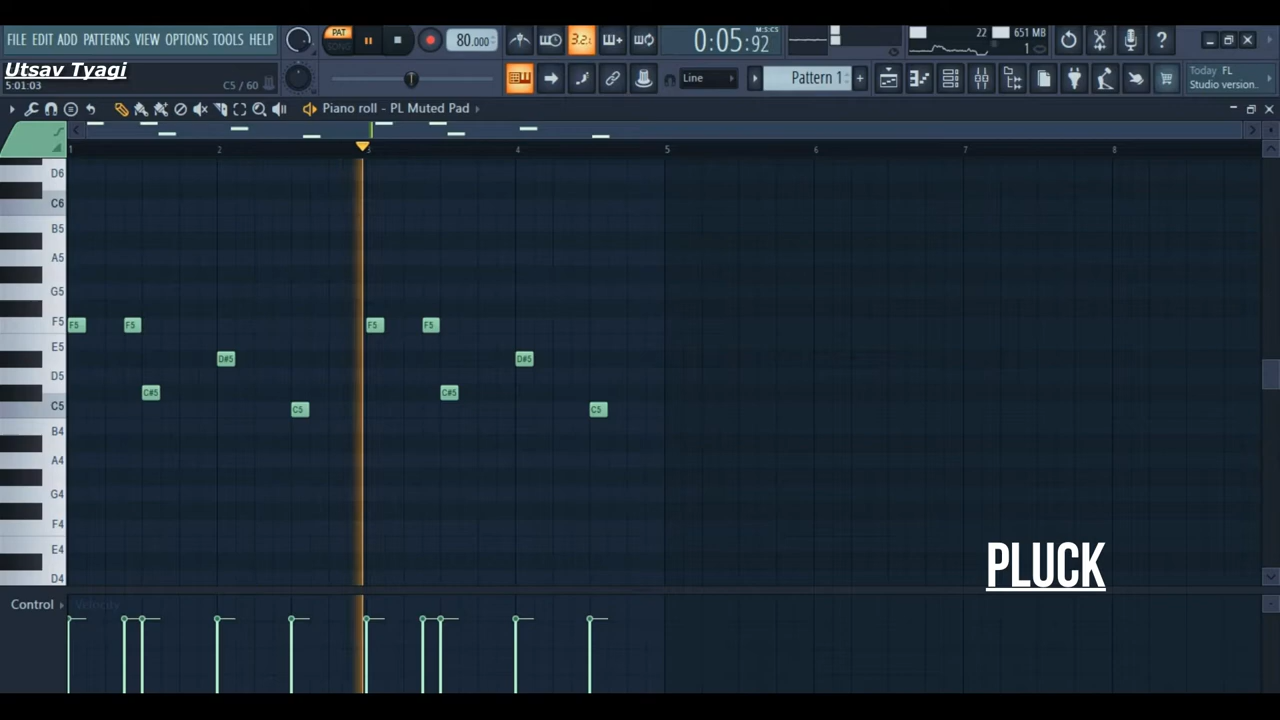 FILE EDIT ADD PATTERNS VIEW OPTIONS TOOLS HELP
PAT
SONG
80.000
3.2.
M:S:CS
0:05:92
22
651 MB
1
Utsav Tyagi
5:01:03
C5 / 60
Line
Pattern 1
+
Today FL
Studio version..
Piano roll - PL Muted Pad
1 2 3 4 5 6 7 8
D6
C6
B5
A5
G5
F5
E5
D5
C5
B4
A4
G4
F4
E4
D4
F5 F5 F5 F5
D#5 D#5
C#5 C#5
C5 C5
PLUCK
Control
Velocity